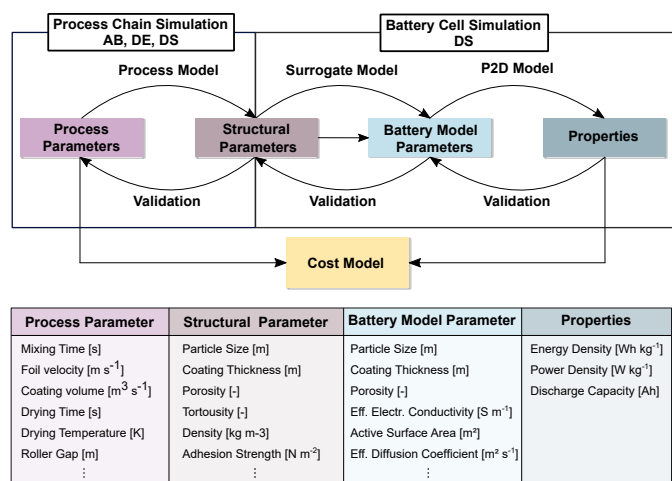 Process Chain Simulation
AB, DE, DS
Battery Cell Simulation
DS
Process Model
Surrogate Model
P2D Model
Process
Parameters
Structural
Parameters
Battery Model
Parameters
Properties
Validation
Validation
Validation
Cost Model
Process Parameter
Mixing Time [s]
Foil velocity [m s⁻¹]
Coating volume [m³ s⁻¹]
Drying Time [s]
Drying Temperature [K]
Roller Gap [m]
⋮
Structural Parameter
Particle Size [m]
Coating Thickness [m]
Porosity [-]
Tortousity [-]
Density [kg m-3]
Adhesion Strength [N m⁻²]
⋮
Battery Model Parameter
Particle Size [m]
Coating Thickness [m]
Porosity [-]
Eff. Electr. Conductivity [S m⁻¹]
Active Surface Area [m²]
Eff. Diffusion Coefficient [m² s⁻¹]
⋮
Properties
Energy Density [Wh kg⁻¹]
Power Density [W kg⁻¹]
Discharge Capacity [Ah]